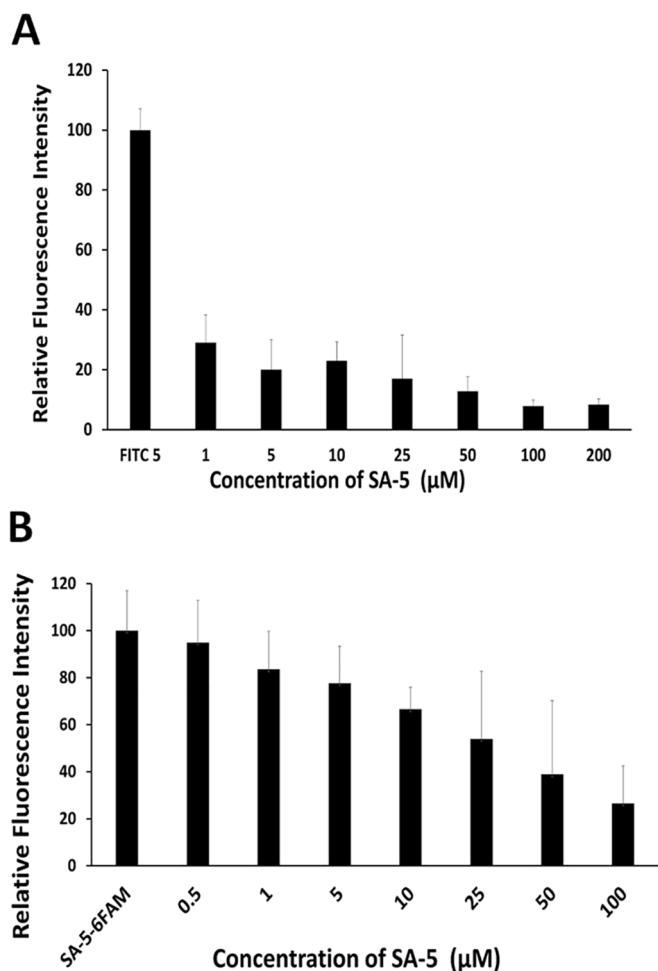 A
Relative Fluorescence Intensity
120
100
80
60
40
20
0
FITC 5 1 5 10 25 50 100 200
Concentration of SA-5 (µM)
B
Relative Fluorescence Intensity
120
100
80
60
40
20
0
SA-5-6FAM 0.5 1 5 10 25 50 100
Concentration of SA-5 (µM)